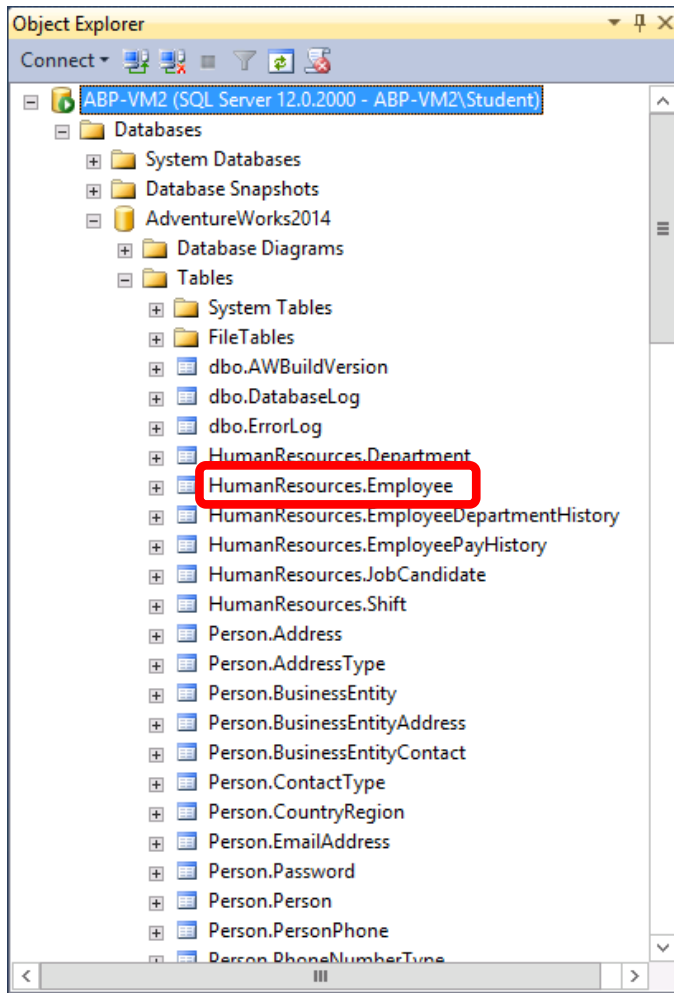 Object Explorer
Connect
ABP-VM2 (SQL Server 12.0.2000 - ABP-VM2\Student)
Databases
System Databases
Database Snapshots
AdventureWorks2014
Database Diagrams
Tables
System Tables
FileTables
dbo.AWBuildVersion
dbo.DatabaseLog
dbo.ErrorLog
HumanResources.Department
HumanResources.Employee
HumanResources.EmployeeDepartmentHistory
HumanResources.EmployeePayHistory
HumanResources.JobCandidate
HumanResources.Shift
Person.Address
Person.AddressType
Person.BusinessEntity
Person.BusinessEntityAddress
Person.BusinessEntityContact
Person.ContactType
Person.CountryRegion
Person.EmailAddress
Person.Password
Person.Person
Person.PersonPhone
Person.PhoneNumberType